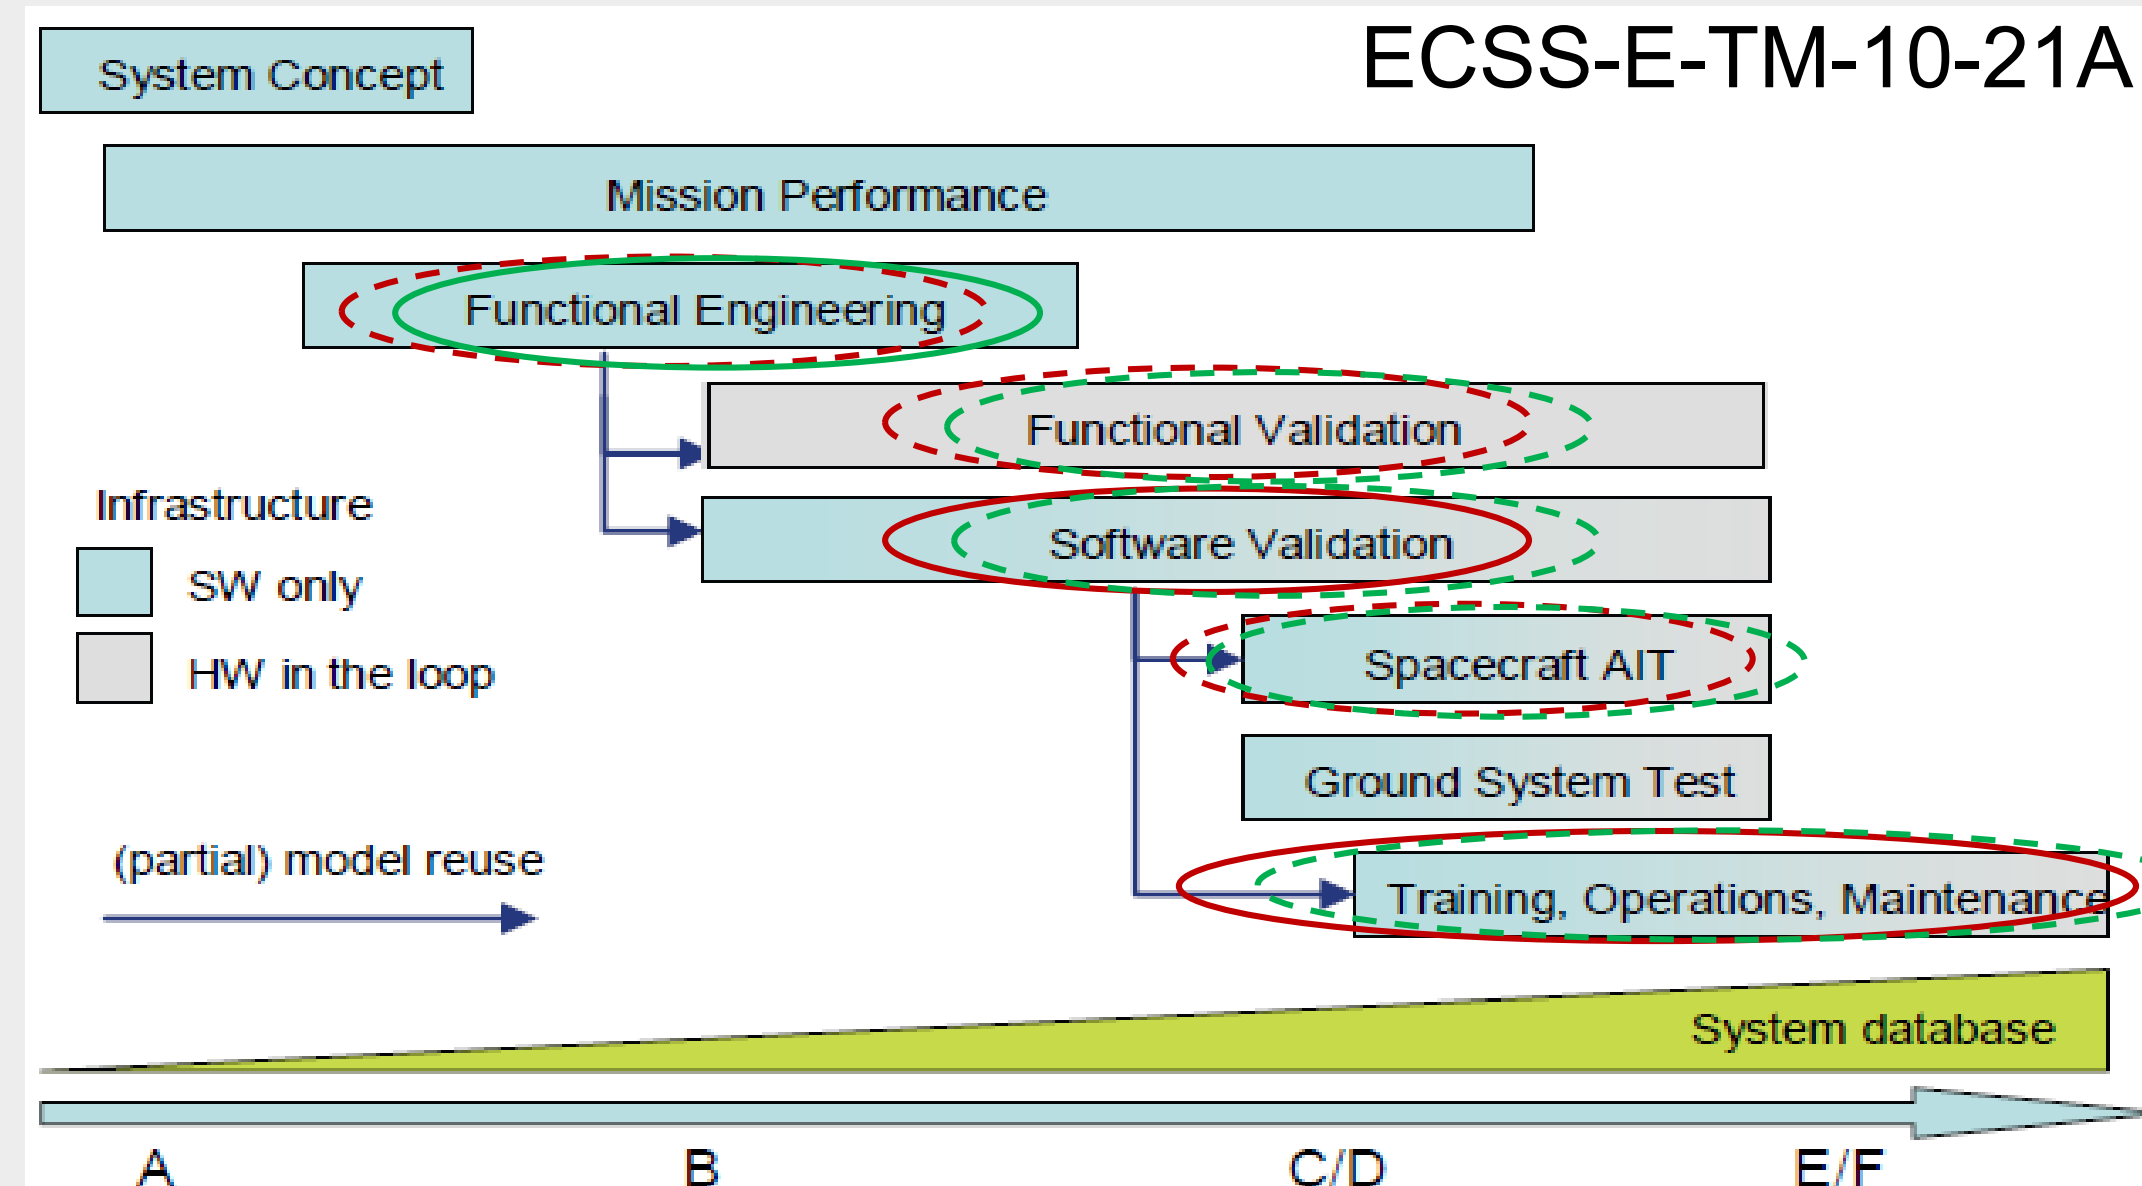 ECSS-E-TM-10-21A
System Concept
Mission Performance
Functional Engineering
Functional Validation
Infrastructure
Software Validation
SW only
Spacecraft AIT
HW in the loop
Ground System Test
(partial) model reuse
Training, Operations, Maintenance
System database
A B C/D E/F